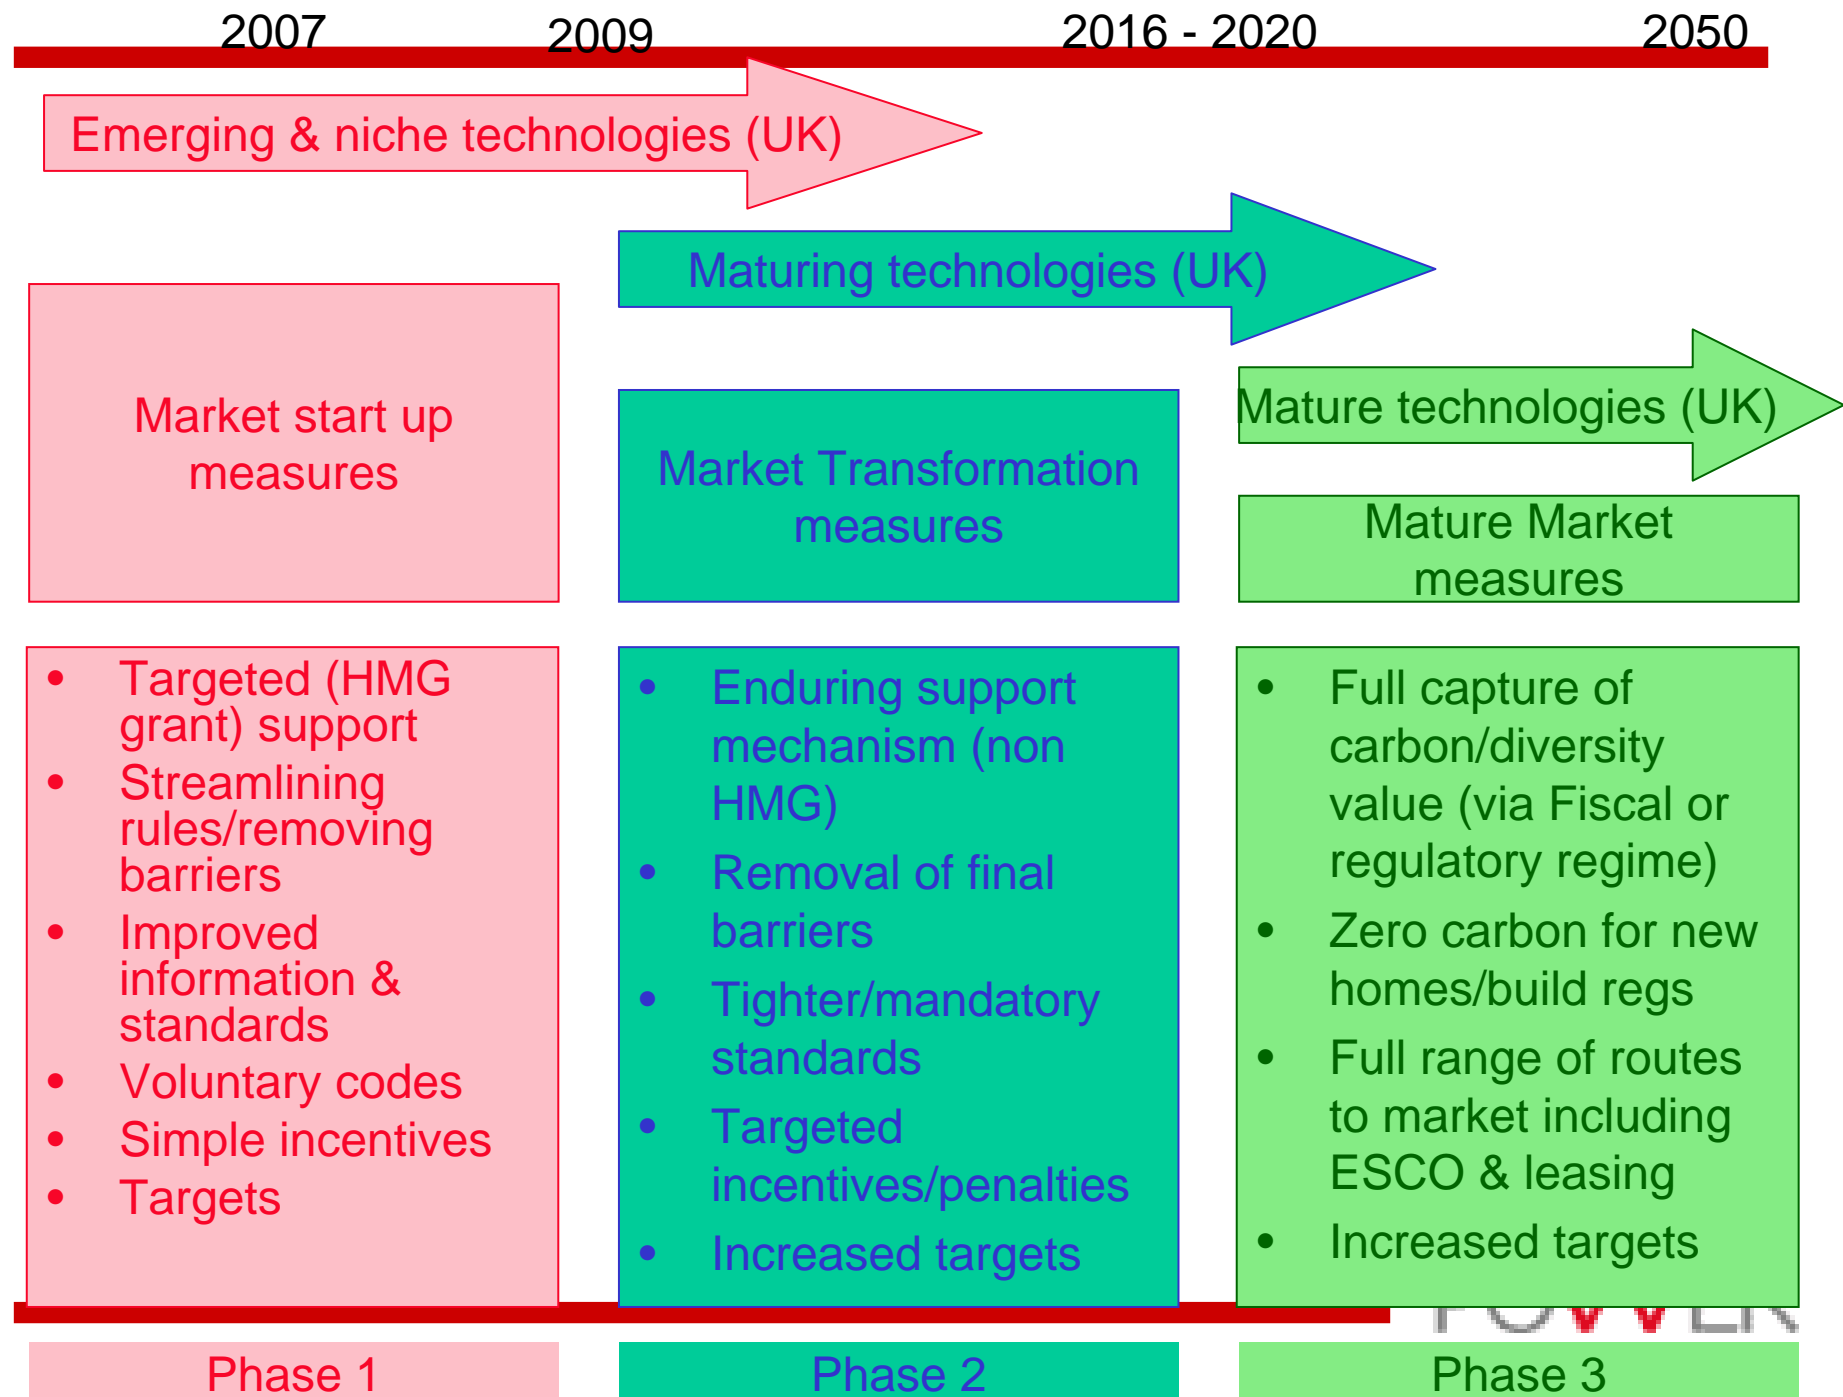 2007 2009 2016 - 2020 2050
Emerging & niche technologies (UK)
Maturing technologies (UK)
Mature technologies (UK)
Market start up
measures
Market Transformation
measures
Mature Market
measures
• Targeted (HMG
grant) support
• Streamlining
rules/removing
barriers
• Improved
information &
standards
• Voluntary codes
• Simple incentives
• Targets
• Enduring support
mechanism (non
HMG)
• Removal of final
barriers
• Tighter/mandatory
standards
• Targeted
incentives/penalties
• Increased targets
• Full capture of
carbon/diversity
value (via Fiscal or
regulatory regime)
• Zero carbon for new
homes/build regs
• Full range of routes
to market including
ESCO & leasing
• Increased targets
POWER
Phase 1 Phase 2 Phase 3